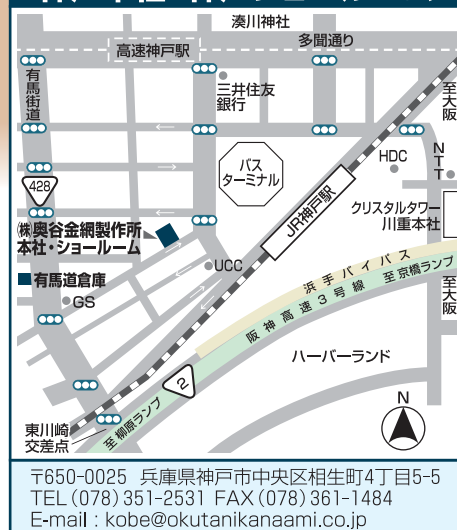 湊川神社
多聞通り
高速神戸駅
有馬街道
三井住友
銀行
至大阪
バス
ターミナル
HDC
NTT
428
JR神戸駅
クリスタルタワー
川重本社
㈱奥谷金網製作所
本社・ショールーム
UCC
有馬道倉庫
GS
浜手バイパス
阪神高速3号線 至京橋ランプ
至大阪
ハーバーランド
2
至柳原ランプ
東川崎
交差点
N
〒650-0025 兵庫県神戸市中央区相生町4丁目5-5
TEL(078)351-2531 FAX(078)361-1484
E-mail : kobe@okutanikanaami.co.jp